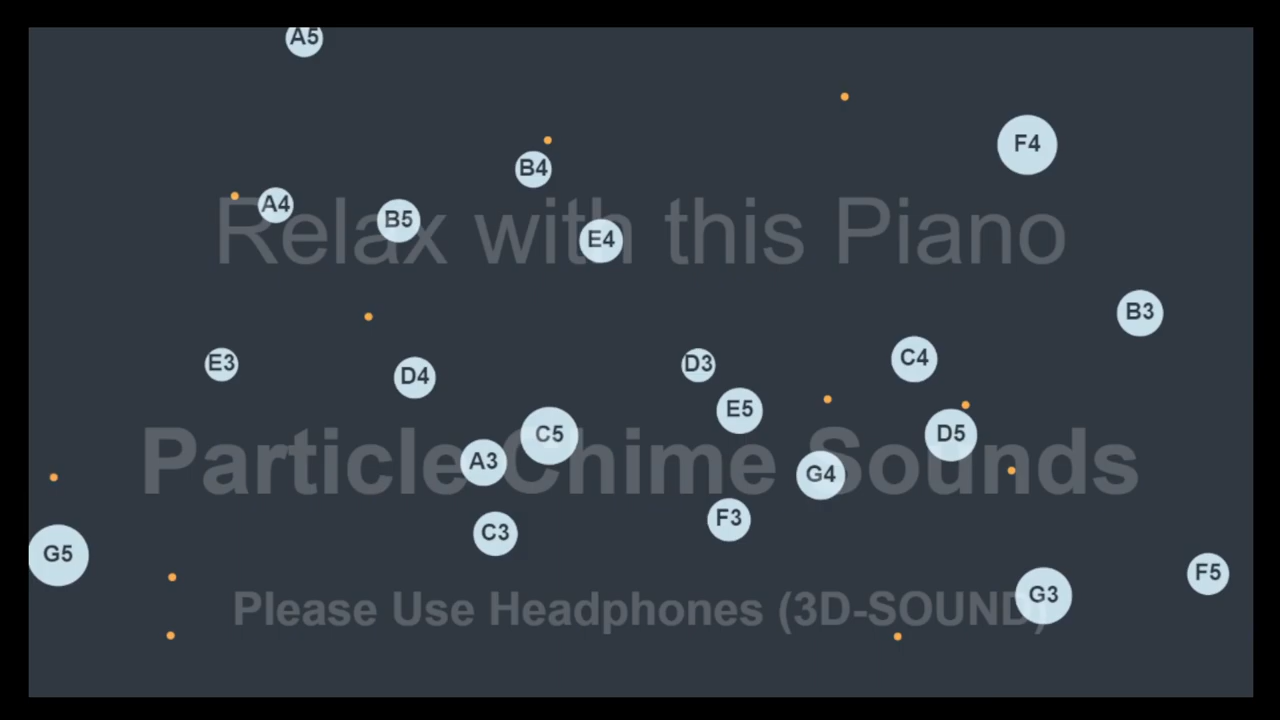 A5
F4
B4
A4
B5
E4
Relax with this Piano
B3
E3
D4
D3
C4
E5
C5
D5
A3
G4
Particle Chime Sounds
C3
F3
G5
F5
G3
Please Use Headphones (3D-SOUND)